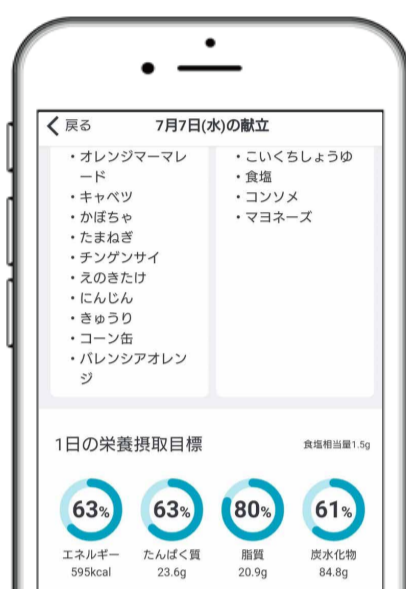 戻る
7月7日(水)の献立
・オレンジマーマレ
ード
・キャベツ
・かぼちゃ
・たまねぎ
・チンゲンサイ
・えのきたけ
・にんじん
・きゅうり
・コーン缶
・バレンシアオレン
ジ
・こいくちしょうゆ
・食塩
・コンソメ
・マヨネーズ
1日の栄養摂取目標
食塩相当量1.5g
63%
63%
80%
61%
エネルギー
たんぱく質
脂質
炭水化物
595kcal
23.6g
20.9g
84.8g